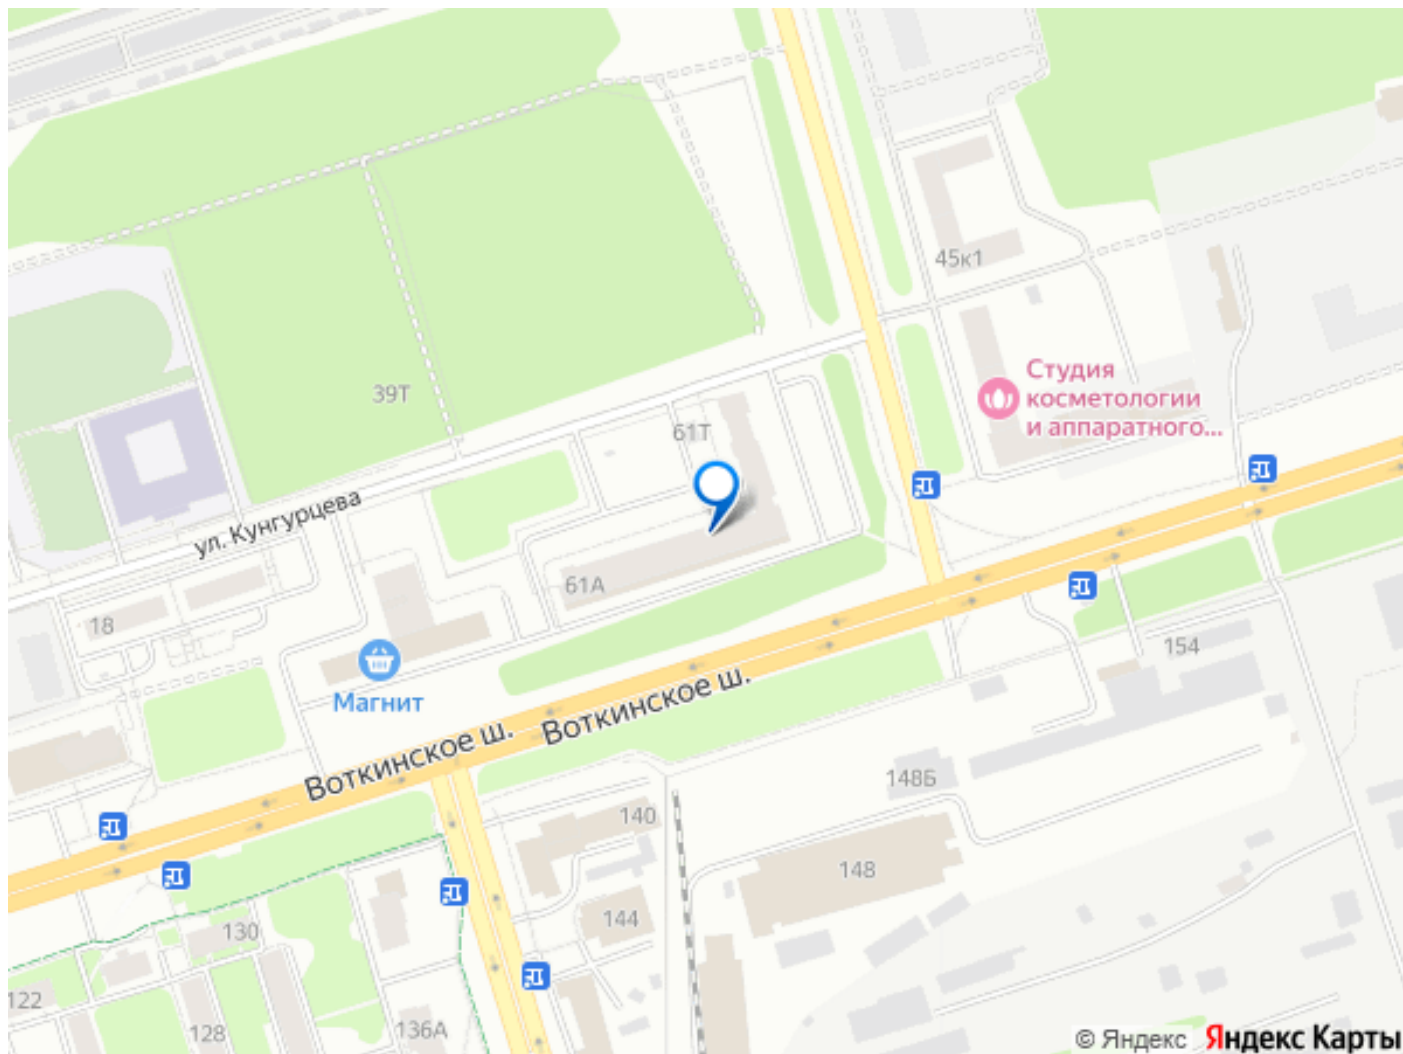 45к1
Студия
косметологии
и аппаратного...
39Т
61Т
ул. Кунгурцева
61А
18
154
Магнит
Воткинское ш.
Воткинское ш.
148Б
140
148
144
130
122
128
136А
© Яндекс Яндекс Карты